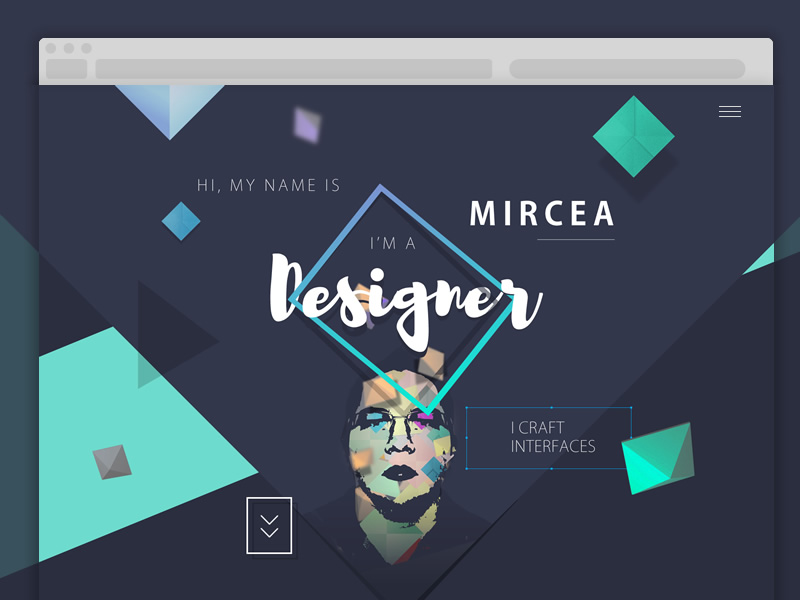 HI, MY NAME IS
MIRCEA
I'M A
Designer
I CRAFT
INTERFACES